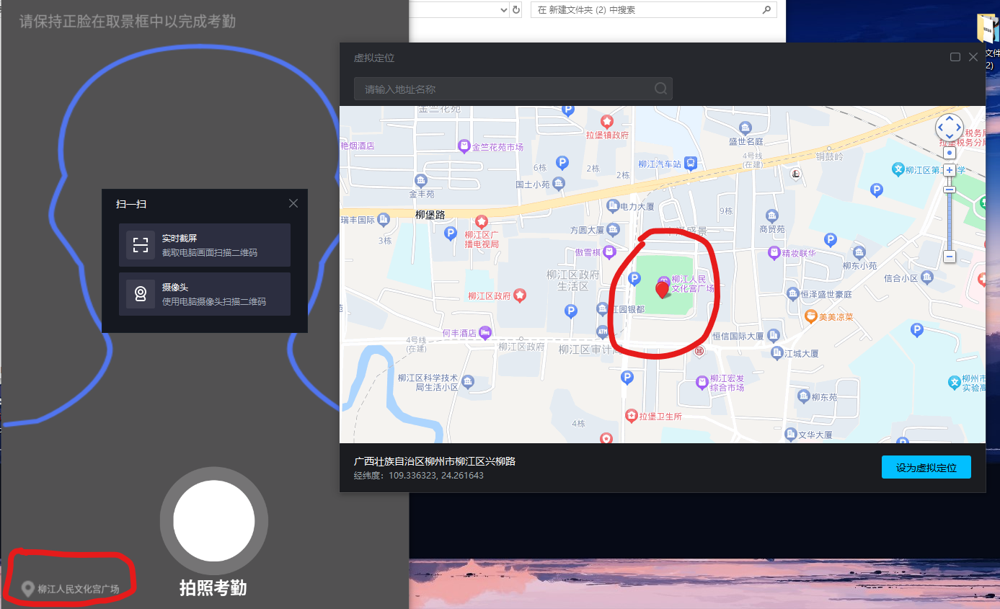 请保持正脸在取景框中以完成考勤
在 新建文件夹 (2) 中搜索
文件
2)
虚拟定位
请输入地址名称
金竺花苑
拉堡镇政府
盛世名庭
艳烟酒店
金竺花苑市场
4号线
(在建)
铜鼓岭
拉堡税务分局
6栋
2栋
2栋
柳江汽车站
国土小苑
金丰苑
柳堡路
瑞丰国际
3栋
电力大厦
9栋
商贸苑
方圆大厦
柳江区广
播电视局
傲雪棋
精妆联华
柳东小苑
信合小区
柳江区政府
生活区
柳江人民
文化宫广场
柳江区政府
恒泽盛世豪庭
江园银都
美美凉菜
ATM
何丰酒店
4号线
(在建)
柳江区政府
柳江区审计局
恒信国际大厦
江城大厦
柳江区科学技术
局生活小区
柳江宏发
综合市场
柳州市
实验高
柳东苑
拉堡卫生所
4栋
文华大厦
广西壮族自治区柳州市柳江区兴柳路
经纬度：109.336323, 24.261643
设为虚拟定位
扫一扫
实时截屏
截取电脑画面扫描二维码
摄像头
使用电脑摄像头扫描二维码
拍照考勤
柳江人民文化宫广场